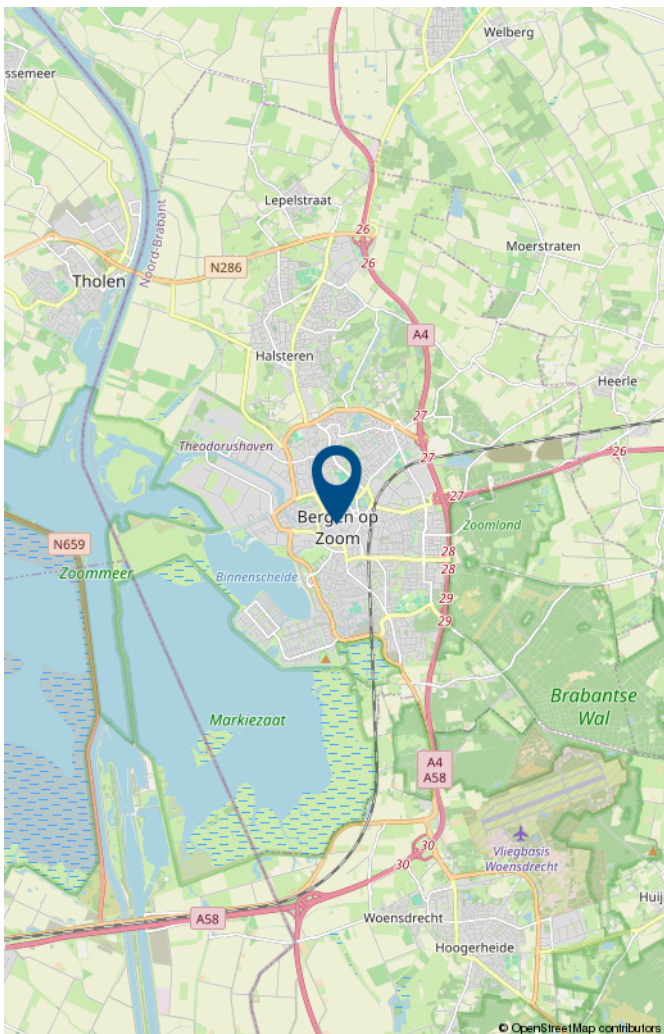 Welberg
ssemeer
Lepelstraat
26
Moerstraten
26
N286
Noord-Brabant
Tholen
A4
Halsteren
Heerle
27
Theodorushaven
27
26
27
Bergen op
Zoom
Zoomland
N659
28
Zoommeer
28
Binnenschelde
29
29
Brabantse
Wal
Markiezaat
A4
A58
30
Vliegbasis
Woensdrecht
30
Huij
A58
Woensdrecht
Hoogerheide
© OpenStreetMap contributors